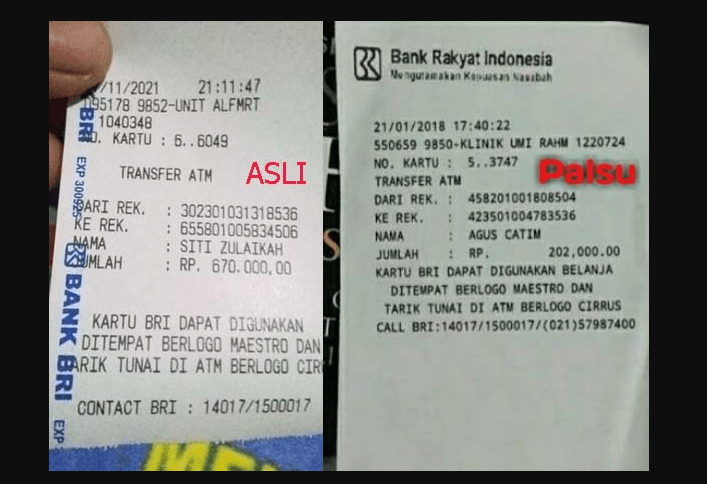 /11/2021 21:11:47
095178 9852-UNIT ALFMRT
1040348
NO. KARTU : 6..6049
TRANSFER ATM
ASLI
DARI REK. : 302301031318536
KE REK. : 655801005834506
NAMA : SITI ZULAIKAH
JUMLAH : RP. 670.000,00
KARTU BRI DAPAT DIGUNAKAN
DITEMPAT BERLOGO MAESTRO DAN
TARIK TUNAI DI ATM BERLOGO CIR
CONTACT BRI : 14017/1500017
BRI
EXP 300925
BANK BRI
EXP
Bank Rakyat Indonesia
Mengutamakan Kepuasan Nasabah
21/01/2018 17:40:22
550659 9850-KLINIK UMI RAHM 1220724
NO. KARTU : 5..3747
Palsu
TRANSFER ATM
DARI REK. : 458201001808504
KE REK. : 423501004783536
NAMA : AGUS CATIM
JUMLAH : RP. 202,000.00
KARTU BRI DAPAT DIGUNAKAN BELANJA
DITEMPAT BERLOGO MAESTRO DAN
TARIK TUNAI DI ATM BERLOGO CIRRUS
CALL BRI:14017/1500017/(021)57987400